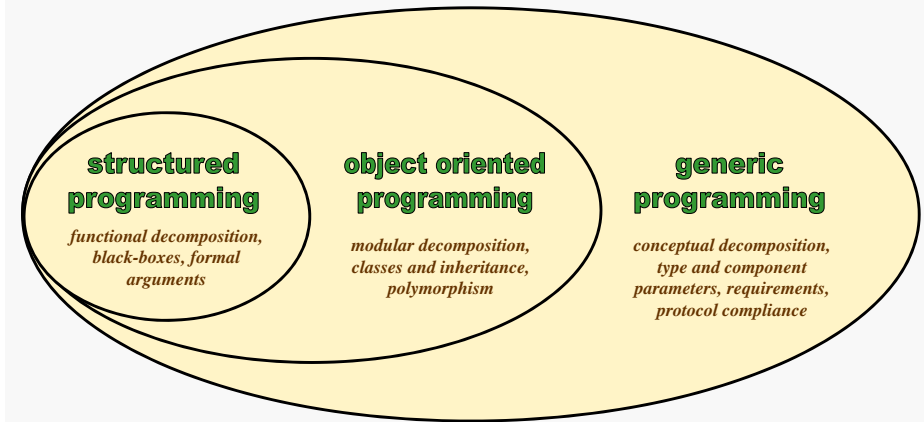 structured
programming
functional decomposition,
black-boxes, formal
arguments
object oriented
programming
modular decomposition,
classes and inheritance,
polymorphism
generic
programming
conceptual decomposition,
type and component
parameters, requirements,
protocol compliance